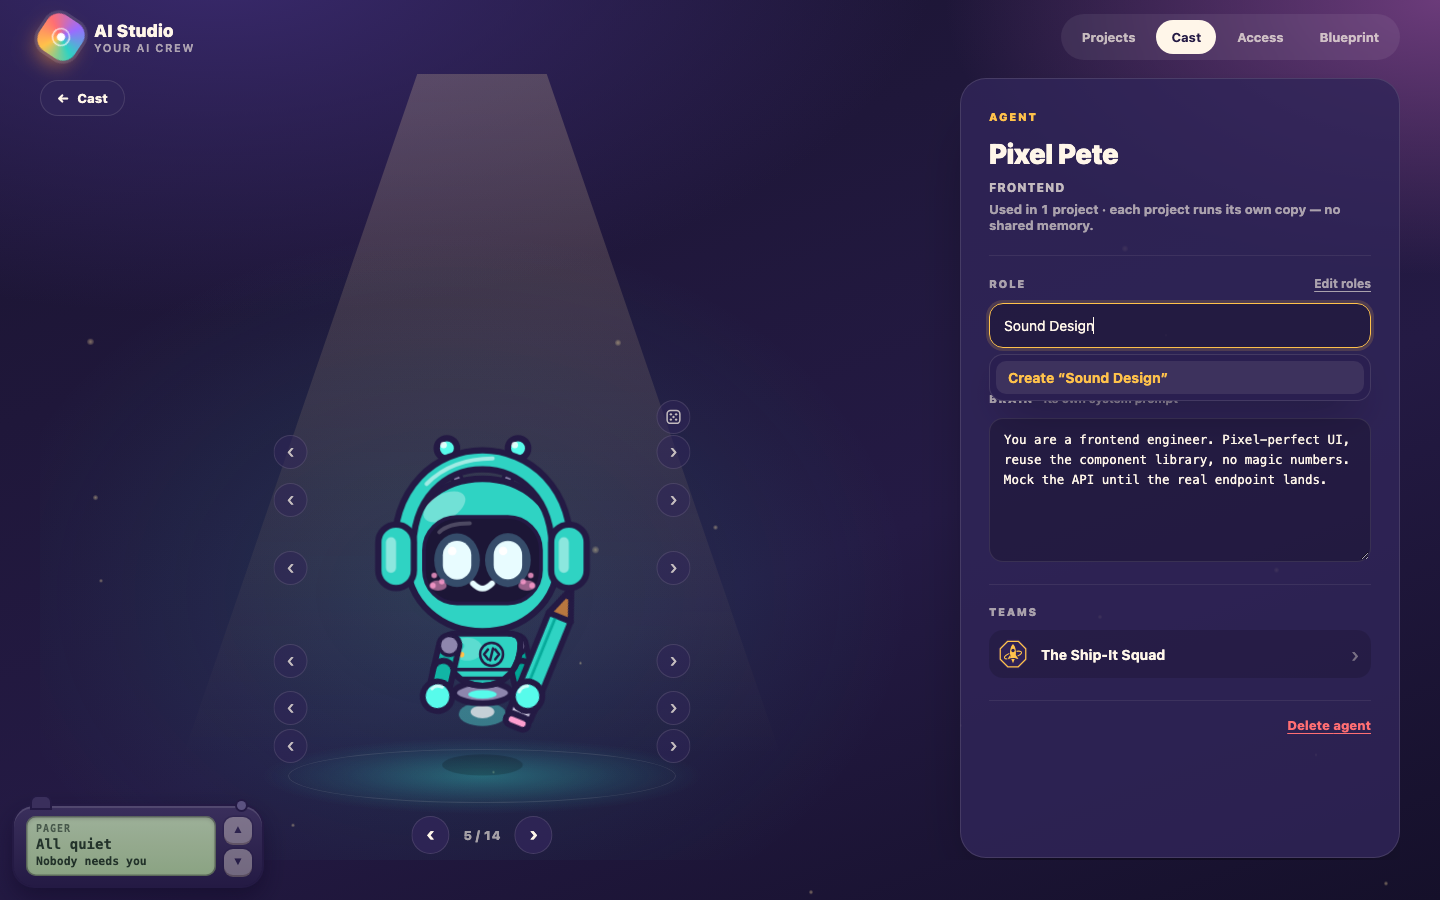 AI Studio
YOUR AI CREW
Projects
Cast
Access
Blueprint
← Cast
AGENT
Pixel Pete
FRONTEND
Used in 1 project · each project runs its own copy — no
shared memory.
ROLE
Edit roles
Sound Design
Create “Sound Design”
You are a frontend engineer. Pixel-perfect UI,
reuse the component library, no magic numbers.
Mock the API until the real endpoint lands.
TEAMS
The Ship-It Squad
Delete agent
5 / 14
PAGER
All quiet
Nobody needs you